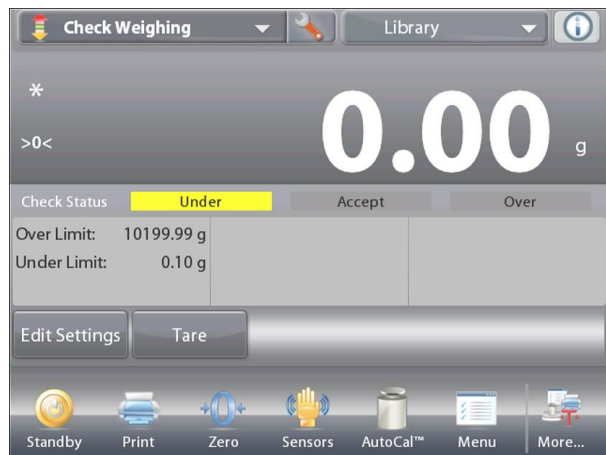 Check Weighing Library
*
>0<
0.00 g
Check Status Under Accept Over
Over Limit: 10199.99 g
Under Limit: 0.10 g
Edit Settings Tare
Standby Print Zero Sensors AutoCal™ Menu More...